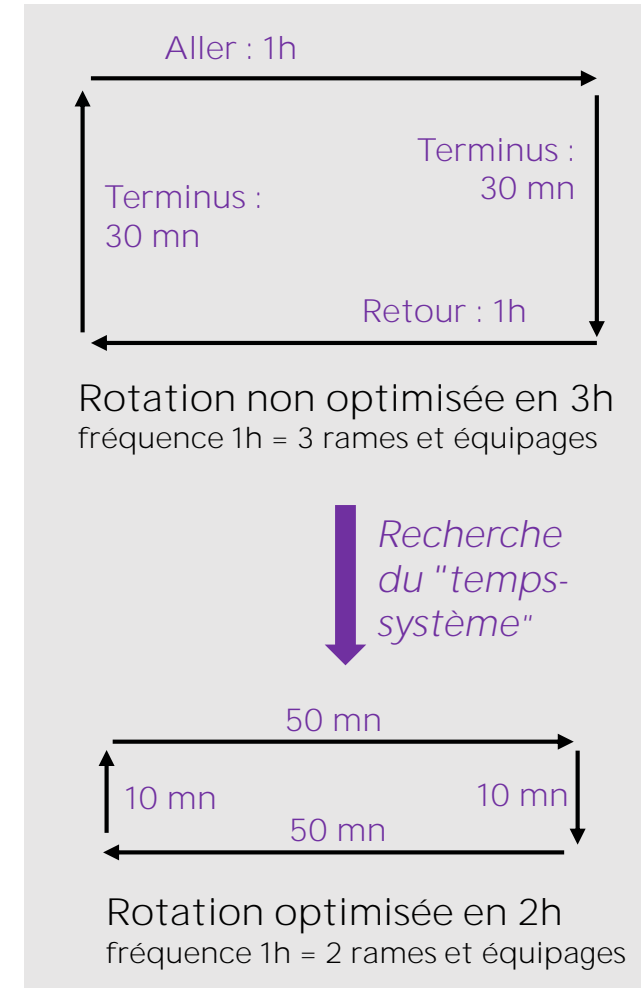 Aller : 1h
Terminus :
30 mn
Terminus :
30 mn
Retour : 1h
Rotation non optimisée en 3h
fréquence 1h = 3 rames et équipages
Recherche
du "temps-
système"
50 mn
10 mn
10 mn
50 mn
Rotation optimisée en 2h
fréquence 1h = 2 rames et équipages